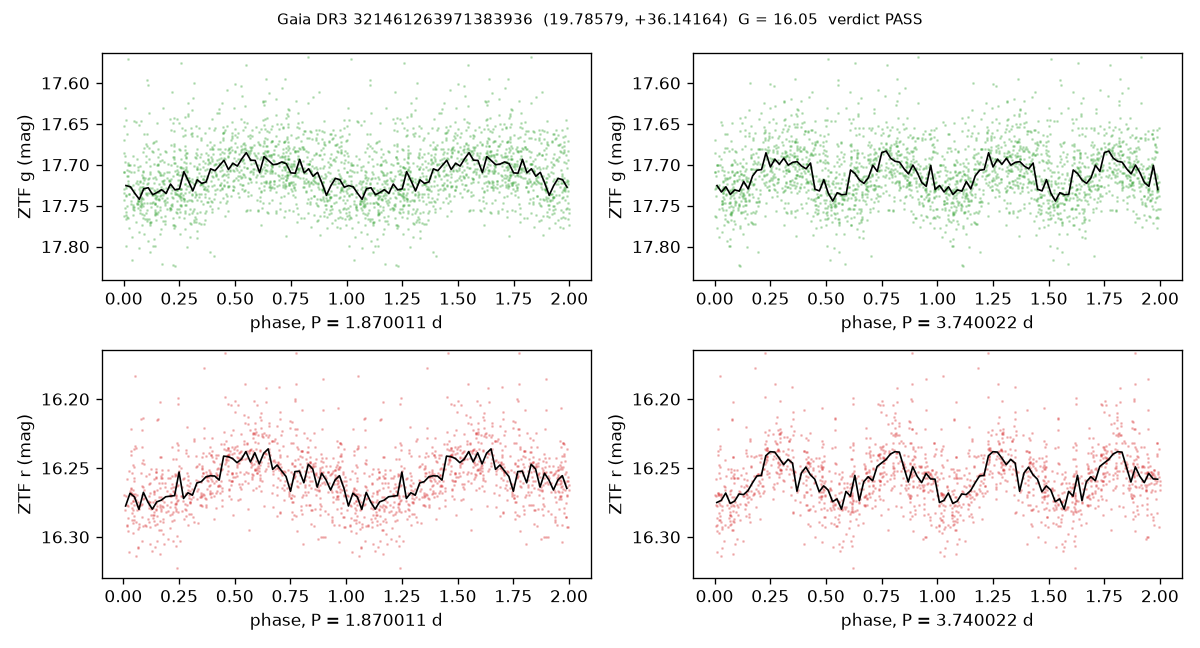 Gaia DR3 321461263971383936 (19.78579, +36.14164) G = 16.05 verdict PASS
ZTF g (mag)
17.60
17.65
17.70
17.75
17.80
0.00 0.25 0.50 0.75 1.00 1.25 1.50 1.75 2.00
phase, P = 1.870011 d
ZTF g (mag)
17.60
17.65
17.70
17.75
17.80
0.00 0.25 0.50 0.75 1.00 1.25 1.50 1.75 2.00
phase, P = 3.740022 d
ZTF r (mag)
16.20
16.25
16.30
0.00 0.25 0.50 0.75 1.00 1.25 1.50 1.75 2.00
phase, P = 1.870011 d
ZTF r (mag)
16.20
16.25
16.30
0.00 0.25 0.50 0.75 1.00 1.25 1.50 1.75 2.00
phase, P = 3.740022 d